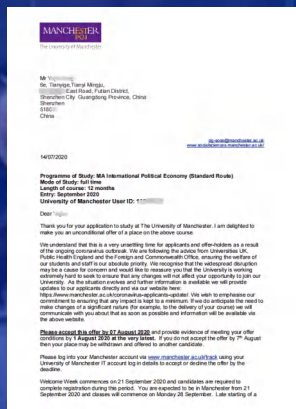 MANCHESTER
1824
The University of Manchester
Mr
6e, Tianyige, Tianyi Mingju,
East Road, Futian District,
Shenzhen City Guangdong Province, China
Shenzhen
518
China
pg-soss@manchester.ac.uk
www.socialsciences.manchester.ac.uk/
14/07/2020
Programme of Study: MA International Political Economy (Standard Route)
Mode of Study: full time
Length of course: 12 months
Entry: September 2020
University of Manchester User ID:
Dear
Thank you for your application to study at The University of Manchester. I am delighted to
make you an unconditional offer of a place on the above course.
We understand that this is a very unsettling time for applicants and offer-holders as a result
of the ongoing coronavirus outbreak. We are following the advice from Universities UK,
Public Health England and the Foreign and Commonwealth Office, ensuring the welfare of
our students and staff is our absolute priority. We recognise that the widespread disruption
may be a cause for concern and would like to reassure you that the University is working
extremely hard to seek to ensure that any changes will not affect your opportunity to join our
University. As the situation evolves and further information is available we will provide
updates to our applicants directly and via our website here:
https://www.manchester.ac.uk/coronavirus-applicants-update/. We wish to emphasise our
commitment to ensuring that any impact is kept to a minimum. If we do anticipate the need to
make changes of a significant nature (for example, to the delivery of your course) we will
communicate with you about that as soon as possible and information will be available via
the above website.
Please accept this offer by 07 August 2020 and provide evidence of meeting your offer
conditions by 1 August 2020 at the very latest. If you do not accept the offer by 7th August
then your place may be withdrawn and offered to another candidate.
Please log into your Manchester account via www.manchester.ac.uk/track using your
University of Manchester IT account log in details to accept or decline the offer by the
deadline.
Welcome Week commences on 21 September 2020 and candidates are required to
complete registration during this period. You are expected to be in Manchester from 21
September 2020 and classes will commence on Monday 28 September. Late starting of a